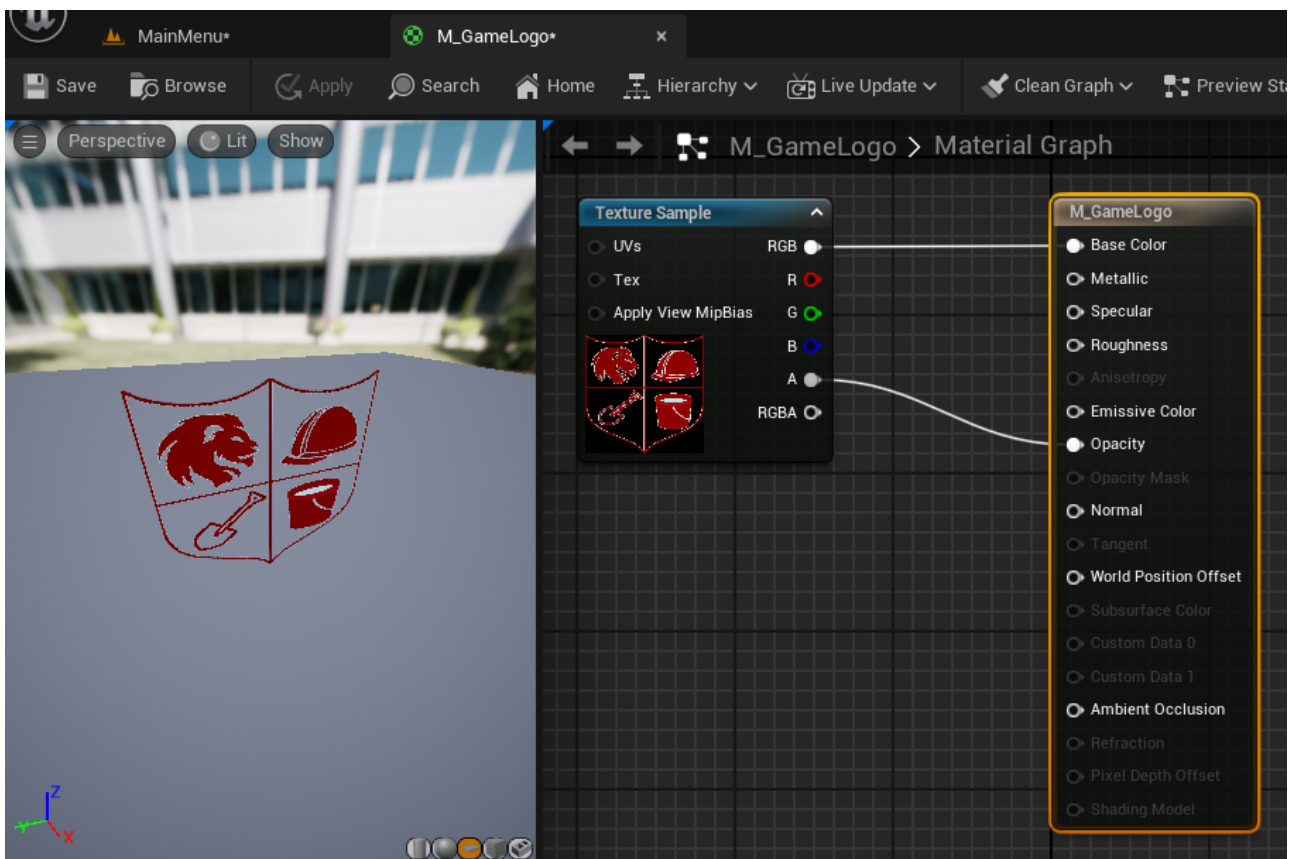 MainMenu*
M_GameLogo*
Save
Browse
Apply
Search
Home
Hierarchy
Live Update
Clean Graph
Preview Sta
Perspective
Lit
Show
M_GameLogo > Material Graph
Texture Sample
UVs
RGB
Tex
R
Apply View MipBias
G
B
A
RGBA
M_GameLogo
Base Color
Metallic
Specular
Roughness
Anisotropy
Emissive Color
Opacity
Opacity Mask
Normal
Tangent
World Position Offset
Subsurface Color
Custom Data 0
Custom Data 1
Ambient Occlusion
Refraction
Pixel Depth Offset
Shading Model
Z
X